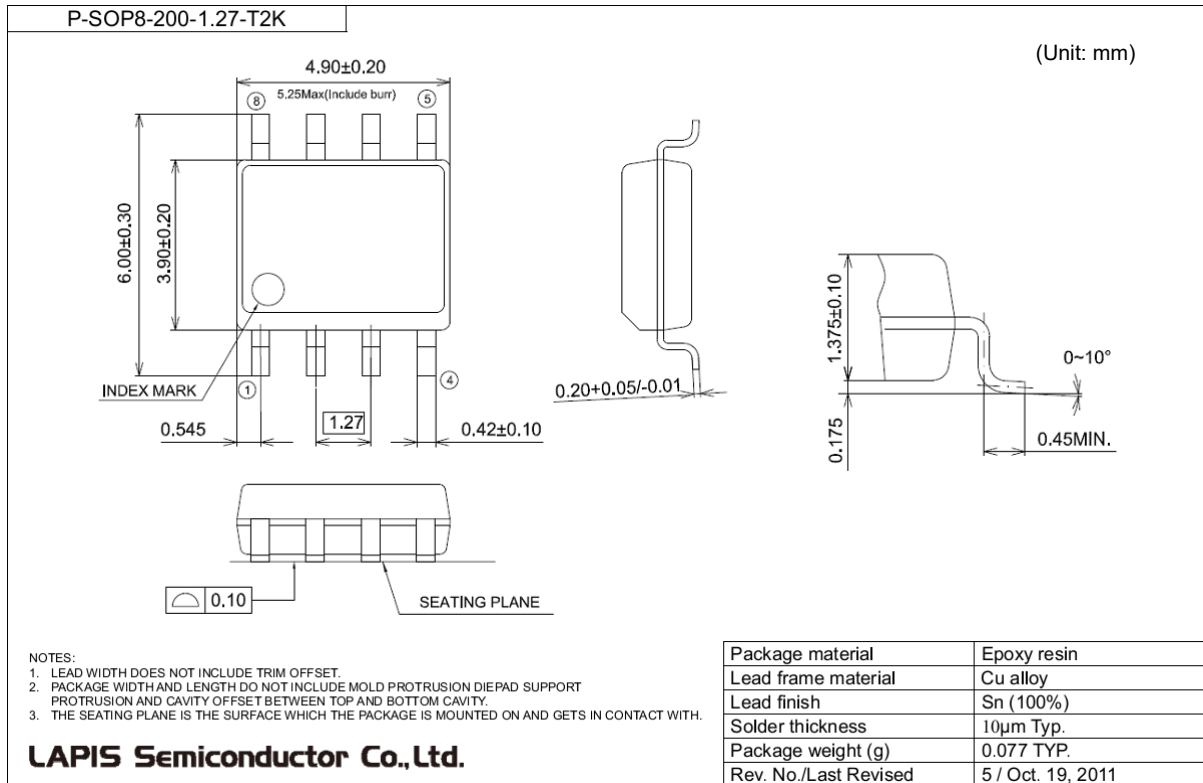 P-SOP8-200-1.27-T2K
(Unit: mm)
4.90±0.20
5.25Max(Include burr)
8
5
6.00±0.30
3.90±0.20
INDEX MARK
1
4
0.545
1.27
0.42±0.10
0.20+0.05/-0.01
1.375±0.10
0.175
0~10°
0.45MIN.
0.10
SEATING PLANE
NOTES:
1. LEAD WIDTH DOES NOT INCLUDE TRIM OFFSET.
2. PACKAGE WIDTH AND LENGTH DO NOT INCLUDE MOLD PROTRUSION DIEPAD SUPPORT
PROTRUSION AND CAVITY OFFSET BETWEEN TOP AND BOTTOM CAVITY.
3. THE SEATING PLANE IS THE SURFACE WHICH THE PACKAGE IS MOUNTED ON AND GETS IN CONTACT WITH.
LAPIS Semiconductor Co.,Ltd.
Package material Epoxy resin
Lead frame material Cu alloy
Lead finish Sn (100%)
Solder thickness 10μm Typ.
Package weight (g) 0.077 TYP.
Rev. No./Last Revised 5 / Oct. 19, 2011